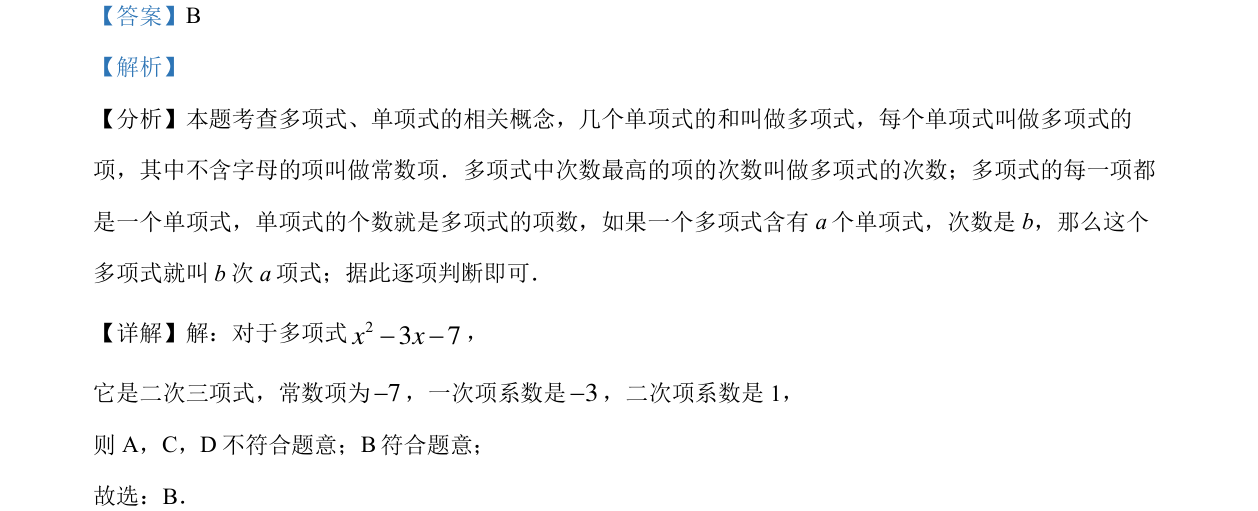 【答案】B
【解析】
【分析】本题考查多项式、单项式的相关概念，几个单项式的和叫做多项式，每个单项式叫做多项式的
项，其中不含字母的项叫做常数项．多项式中次数最高的项的次数叫做多项式的次数；多项式的每一项都
是一个单项式，单项式的个数就是多项式的项数，如果一个多项式含有 a 个单项式，次数是 b，那么这个
多项式就叫 b 次 a 项式；据此逐项判断即可．
【详解】解：对于多项式 x² − 3x − 7，
它是二次三项式，常数项为 −7，一次项系数是 −3，二次项系数是 1，
则 A，C，D 不符合题意；B 符合题意；
故选：B．